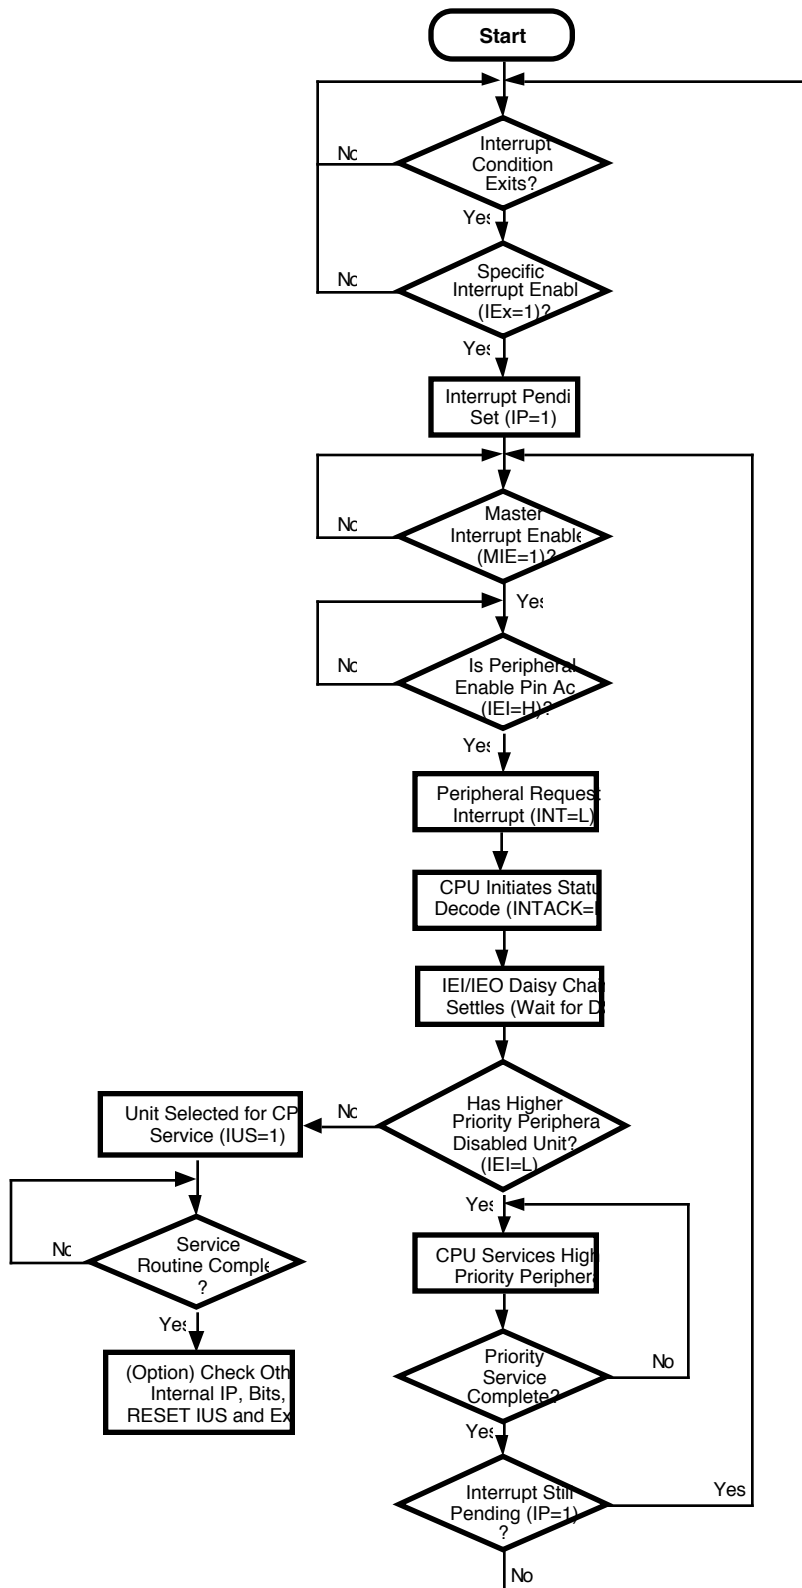 Start
Interrupt
Condition
Exits?
No
Yes
Specific
Interrupt Enabl
(IEx=1)?
No
Yes
Interrupt Pendi
Set (IP=1)
Master
Interrupt Enable
(MIE=1)?
No
Yes
Is Peripheral
Enable Pin Ac
(IEI=H)?
No
Yes
Peripheral Request
Interrupt (INT=L)
CPU Initiates Statu
Decode (INTACK=
IEI/IEO Daisy Chai
Settles (Wait for D
Has Higher
Priority Periphera
Disabled Unit?
(IEI=L)
No
Yes
Unit Selected for CP
Service (IUS=1)
Service
Routine Comple
?
No
Yes
(Option) Check Oth
Internal IP, Bits,
RESET IUS and Ex
CPU Services High
Priority Periphera
Priority
Service
Complete?
No
Yes
Interrupt Still
Pending (IP=1)
?
Yes
No